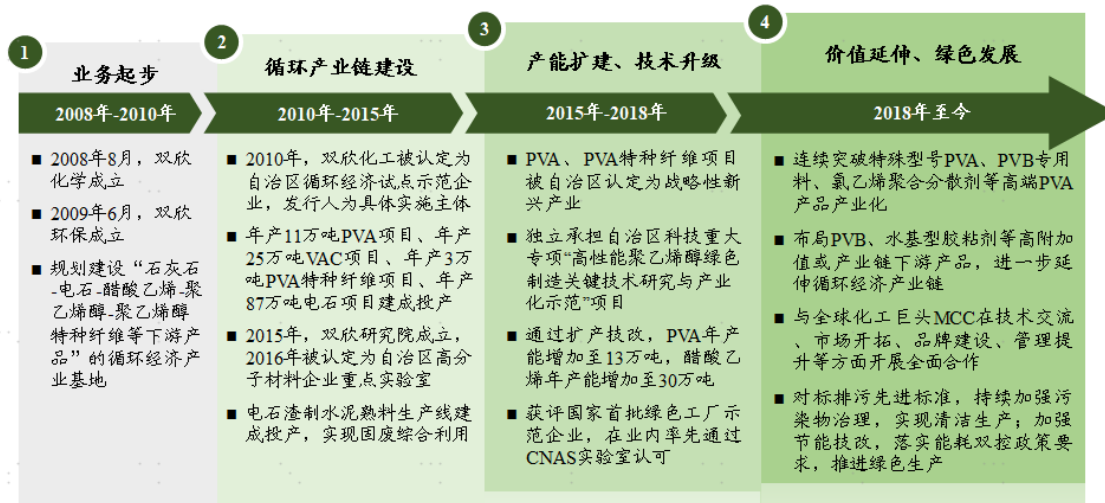 1
业务起步
2008年-2010年
■ 2008年8月，双欣
化学成立
■ 2009年6月，双欣
环保成立
■ 规划建设“石灰石
-电石-醋酸乙烯-聚
乙烯醇-聚乙烯醇
特种纤维等下游产
品”的循环经济产
业基地
2
循环产业链建设
2010年-2015年
■ 2010年，双欣化工被认定为
自治区循环经济试点示范企
业，发行人为具体实施主体
■ 年产11万吨PVA项目、年产
25万吨VAC项目、年产3万
吨PVA特种纤维项目、年产
87万吨电石项目建成投产
■ 2015年，双欣研究院成立，
2016年被认定为自治区高分
子材料企业重点实验室
■ 电石渣制水泥熟料生产线建
成投产，实现固废综合利用
3
产能扩建、技术升级
2015年-2018年
■ PVA、PVA特种纤维项目
被自治区认定为战略性新
兴产业
■ 独立承担自治区科技重大
专项“高性能聚乙烯醇绿色
制造关键技术研究与产业
化示范”项目
■ 通过扩产技改，PVA年产
能增加至13万吨，醋酸乙
烯年产能增加至30万吨
■ 获评国家首批绿色工厂示
范企业，在业内率先通过
CNAS实验室认可
4
价值延伸、绿色发展
2018年至今
■ 连续突破特殊型号PVA、PVB专用
料、氯乙烯聚合分散剂等高端PVA
产品产业化
■ 布局PVB、水基型胶粘剂等高附加
值或产业链下游产品，进一步延
伸循环经济产业链
■ 与全球化工巨头MCC在技术交流
、市场开拓、品牌建设、管理提
升等方面开展全面合作
■ 对标排污先进标准，持续加强污
染物治理，实现清洁生产；加强
节能技改，落实能耗双控政策要
求，推进绿色生产